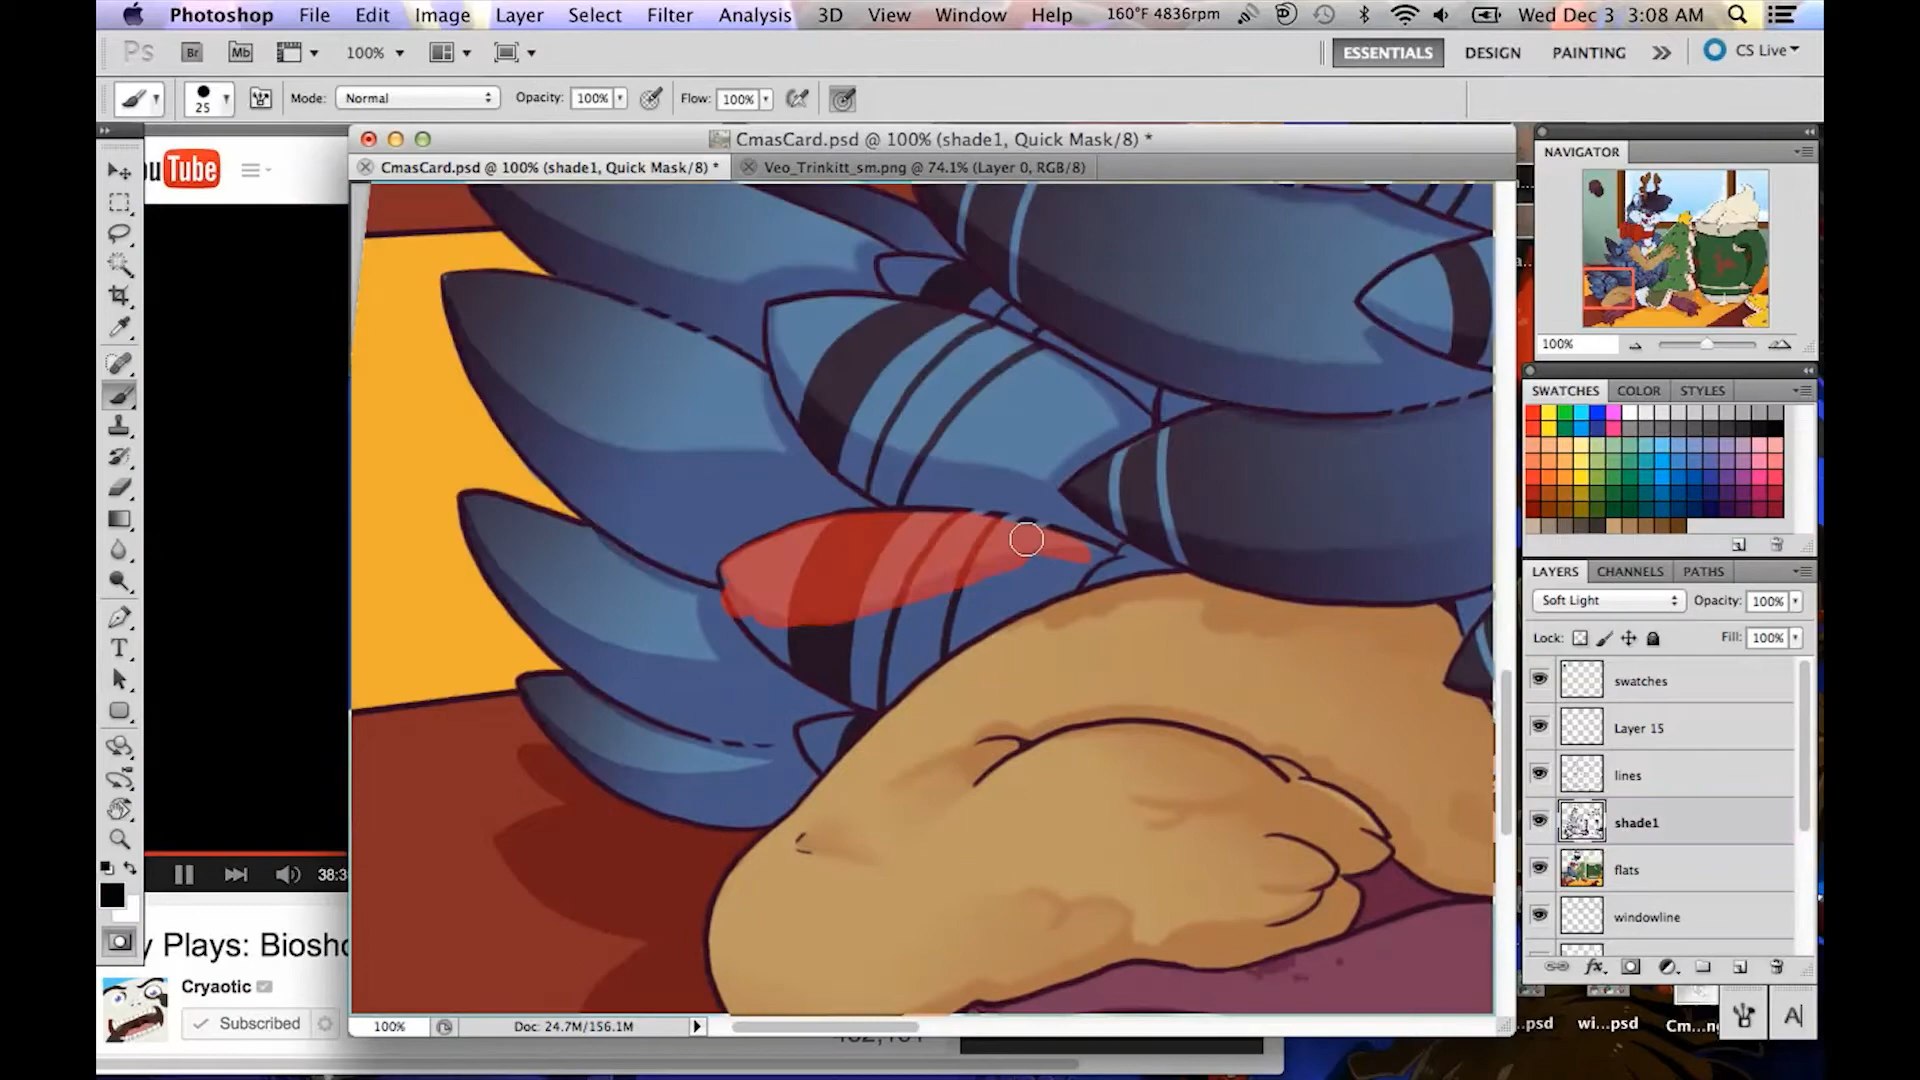 Photoshop File Edit Image Layer Select Filter Analysis 3D View Window Help 160°F 4836rpm Wed Dec 3 3:08 AM
Ps Br Mb 100% ESSENTIALS DESIGN PAINTING CS Live
25 Mode: Normal Opacity: 100% Flow: 100%
CmasCard.psd @ 100% (shade1, Quick Mask/8) *
CmasCard.psd @ 100% (shade1, Quick Mask/8) * Veo_Trinkitt_sm.png @ 74.1% (Layer 0, RGB/8)
ou Tube
NAVIGATOR
100%
SWATCHES COLOR STYLES
LAYERS CHANNELS PATHS
Soft Light Opacity: 100%
Lock: Fill: 100%
swatches
Layer 15
lines
shade1
flats
windowline
38:3
y Plays: Biosho
Cryaotic
Subscribed
100% Doc: 24.7M/156.1M
...psd wi...psd Cm...
A